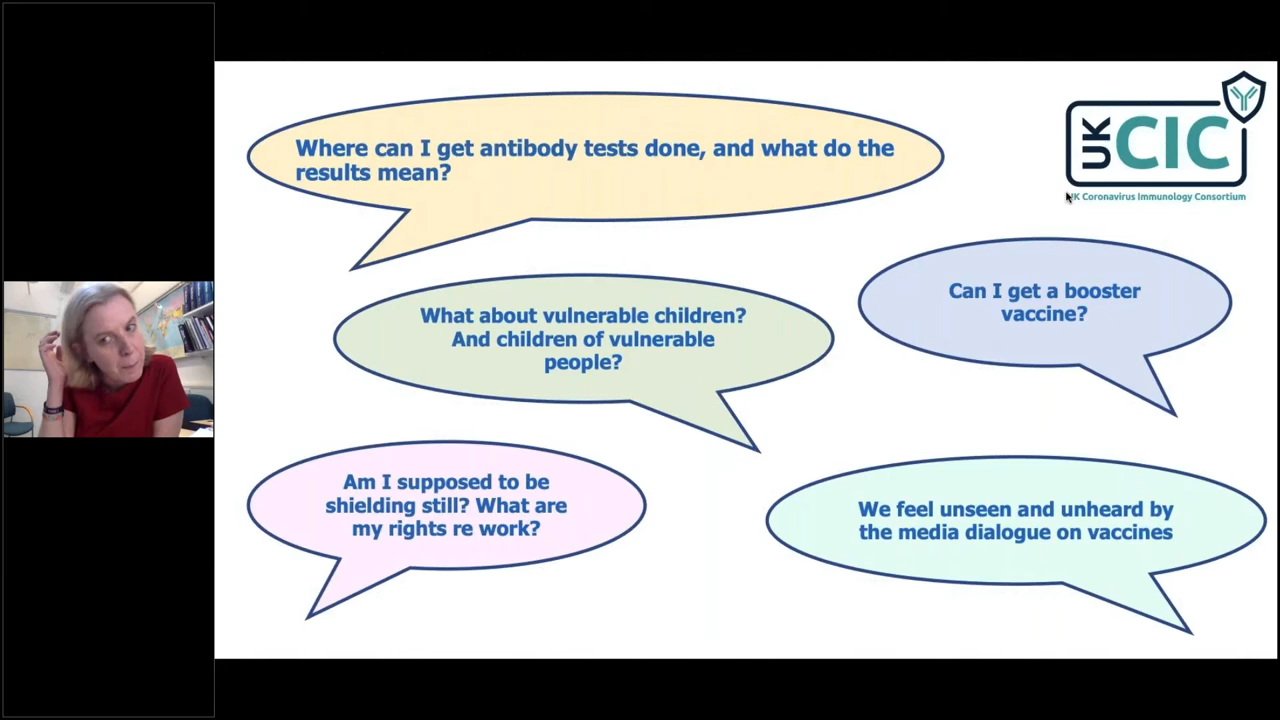 Where can I get antibody tests done, and what do the
results mean?
UK
CIC
UK Coronavirus Immunology Consortium
What about vulnerable children?
And children of vulnerable
people?
Can I get a booster
vaccine?
Am I supposed to be
shielding still? What are
my rights re work?
We feel unseen and unheard by
the media dialogue on vaccines